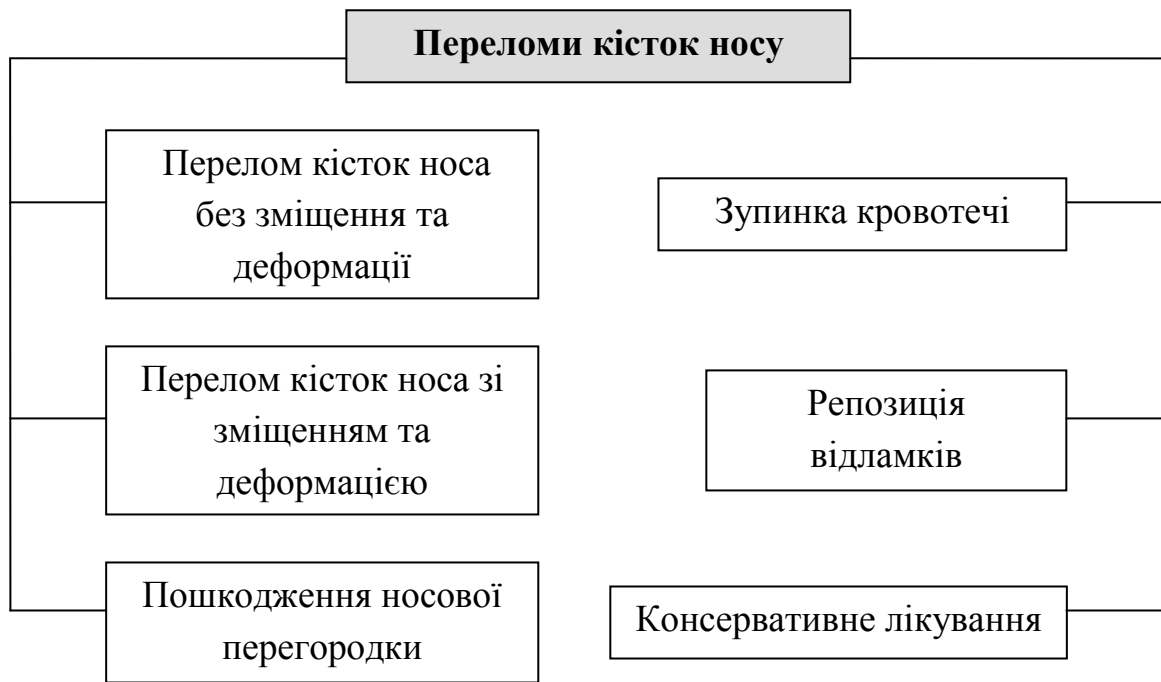 Переломи кісток носу
Перелом кісток носа
без зміщення та
деформації
Зупинка кровотечі
Перелом кісток носа зі
зміщенням та
деформацією
Репозиція
відламків
Пошкодження носової
перегородки
Консервативне лікування